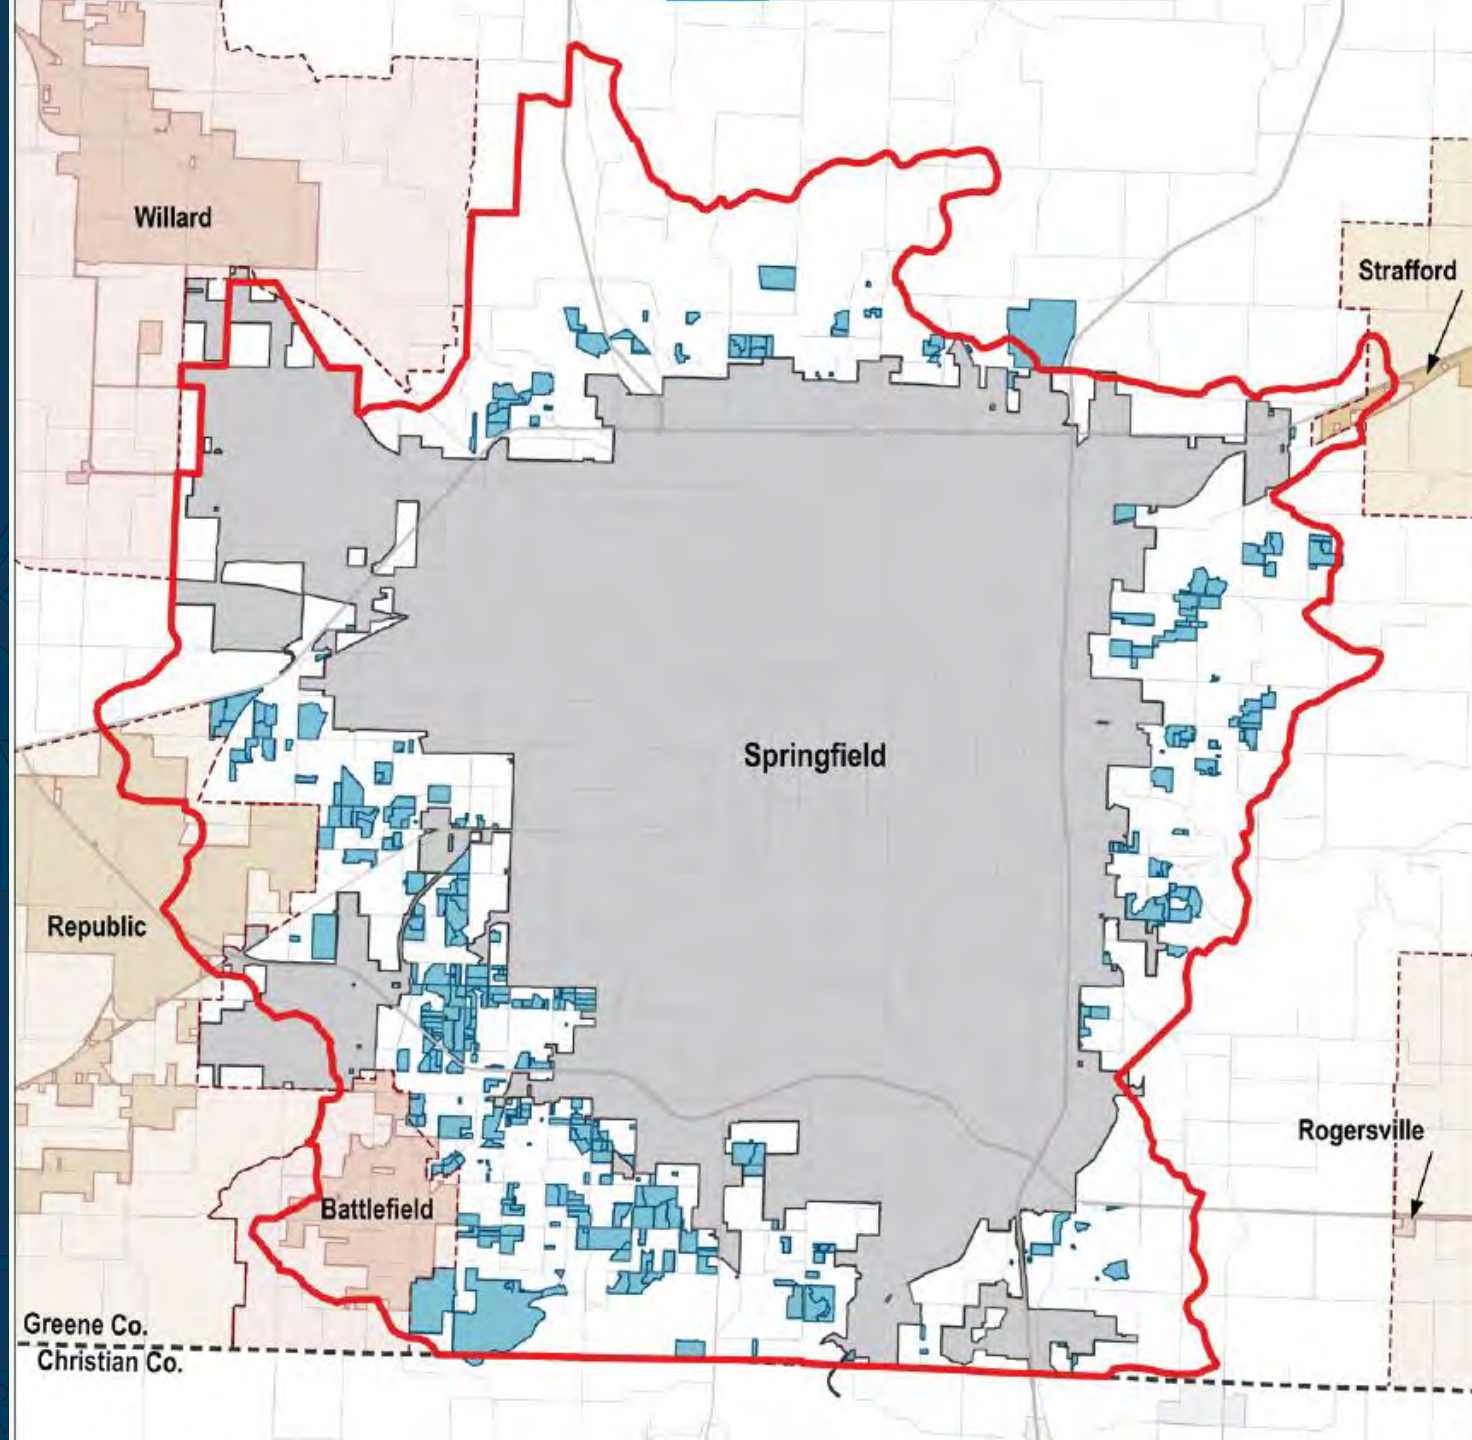 Willard
Strafford
Springfield
Republic
Rogersville
Battlefield
Greene Co.
Christian Co.